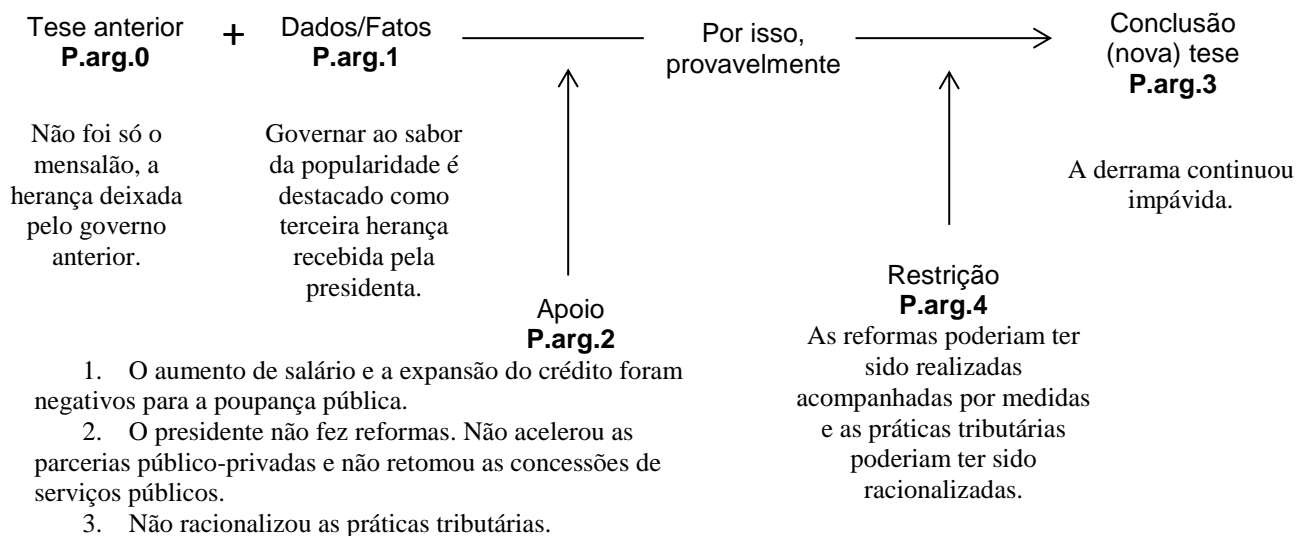 Tese anterior
P.arg.0
+
Dados/Fatos
P.arg.1
Por isso,
provavelmente
Conclusão
(nova) tese
P.arg.3
Não foi só o
mensalão, a
herança deixada
pelo governo
anterior.
Governar ao sabor
da popularidade é
destacado como
terceira herança
recebida pela
presidenta.
A derrama continuou
impávida.
Apoio
P.arg.2
1. O aumento de salário e a expansão do crédito foram
negativos para a poupança pública.
2. O presidente não fez reformas. Não acelerou as
parcerias público-privadas e não retomou as concessões de
serviços públicos.
3. Não racionalizou as práticas tributárias.
Restrição
P.arg.4
As reformas poderiam ter
sido realizadas
acompanhadas por medidas
e as práticas tributárias
poderiam ter sido
racionalizadas.